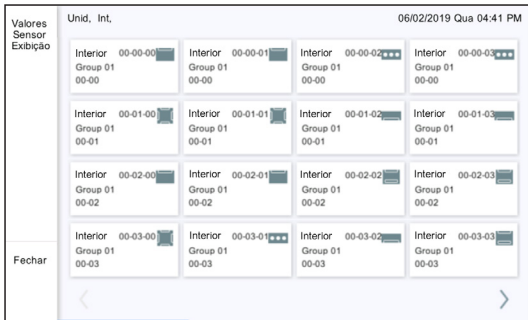 Valores
Sensor
Exibição
Unid, Int,
06/02/2019 Qua 04:41 PM
Interior 00-00-00
Group 01
00-00
Interior 00-00-01
Group 01
00-00
Interior 00-00-02
Group 01
00-00
Interior 00-00-03
Group 01
00-00
Interior 00-01-00
Group 01
00-01
Interior 00-01-01
Group 01
00-01
Interior 00-01-02
Group 01
00-01
Interior 00-01-03
Group 01
00-01
Interior 00-02-00
Group 01
00-02
Interior 00-02-01
Group 01
00-02
Interior 00-02-02
Group 01
00-02
Interior 00-02-03
Group 01
00-02
Interior 00-03-00
Group 01
00-03
Interior 00-03-01
Group 01
00-03
Interior 00-03-02
Group 01
00-03
Interior 00-03-03
Group 01
00-03
Fechar